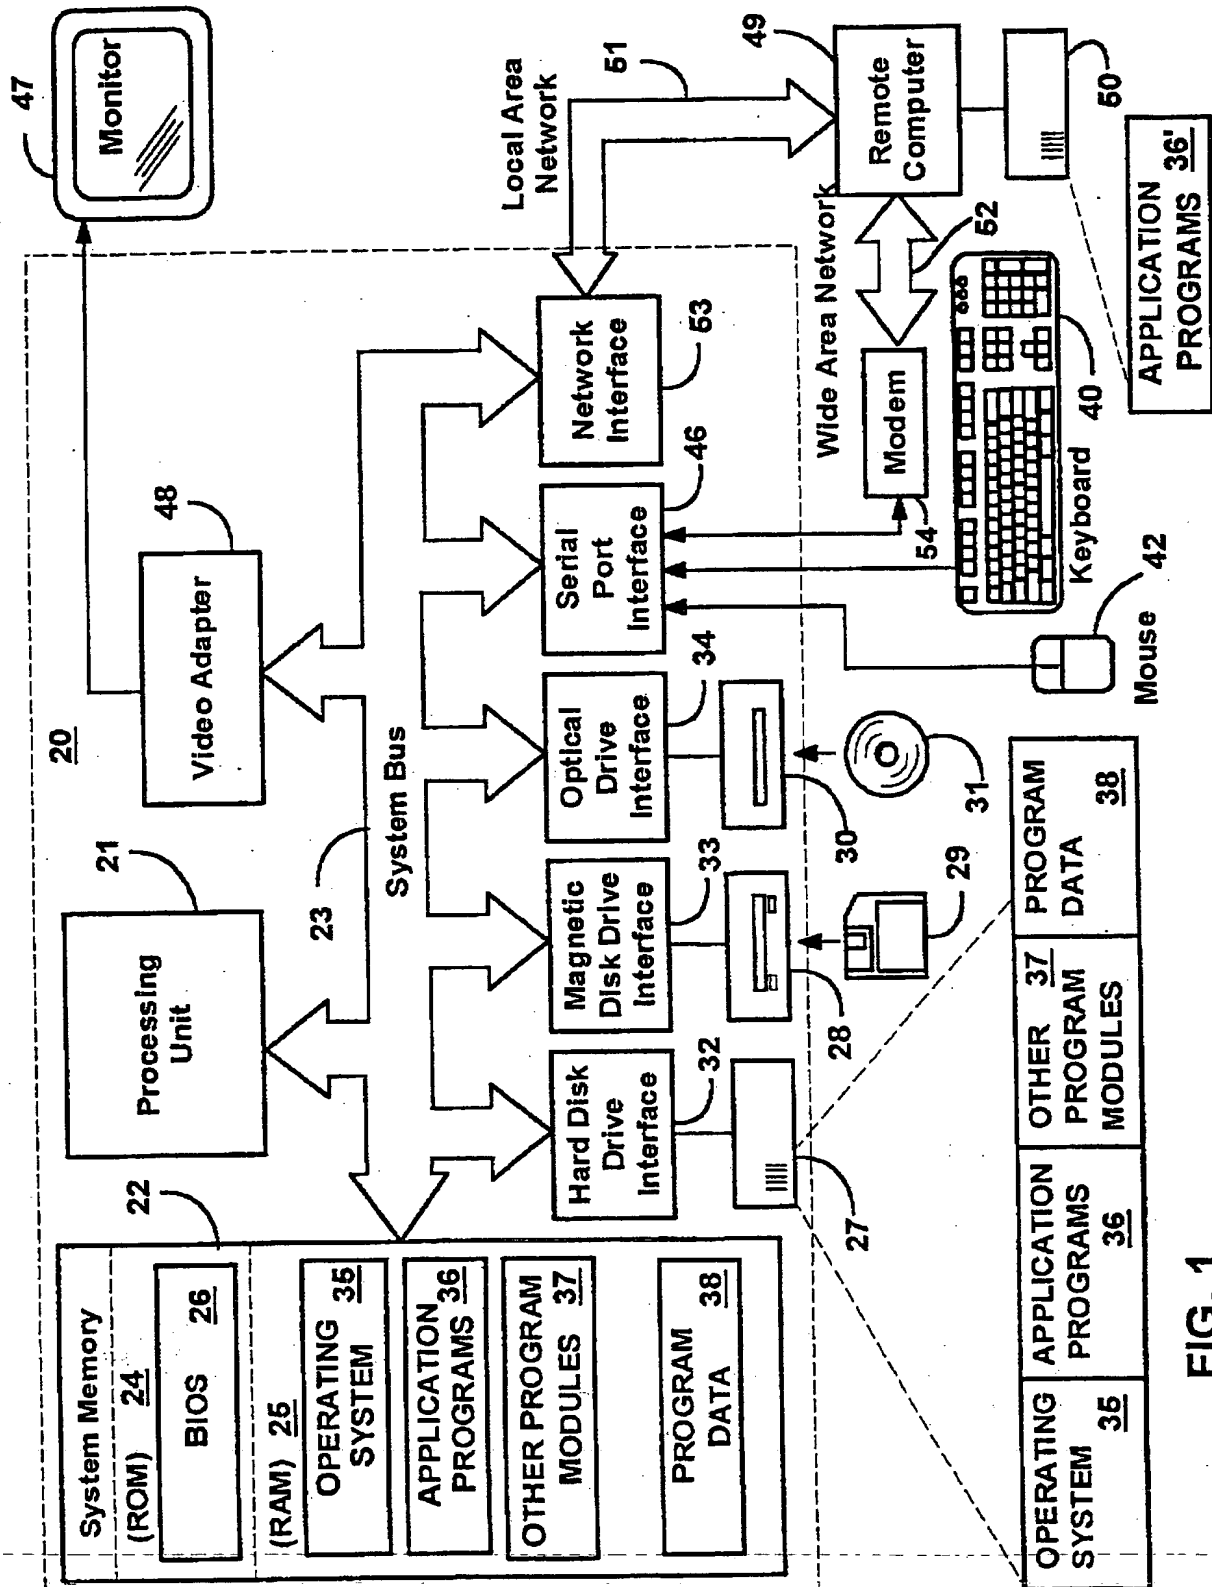 System Memory
22
(ROM) 24
BIOS 26
(RAM) 25
OPERATING 35
SYSTEM
APPLICATION
PROGRAMS 36
OTHER PROGRAM
MODULES 37
PROGRAM
DATA 38
20
Processing
Unit
21
Video Adapter
48
47
Monitor
23
System Bus
Hard Disk
Drive
Interface
32
Magnetic
Disk Drive
Interface
33
Optical
Drive
Interface
34
Serial
Port
Interface
46
Network
Interface
53
Local Area
Network
51
27
28
29
30
31
54
Modem
Wide Area Network
52
49
Remote
Computer
50
Mouse
42
Keyboard
40
OPERATING
SYSTEM 35
APPLICATION
PROGRAMS
36
OTHER 37
PROGRAM
MODULES
PROGRAM
DATA
38
APPLICATION
PROGRAMS 36'
FIG. 1